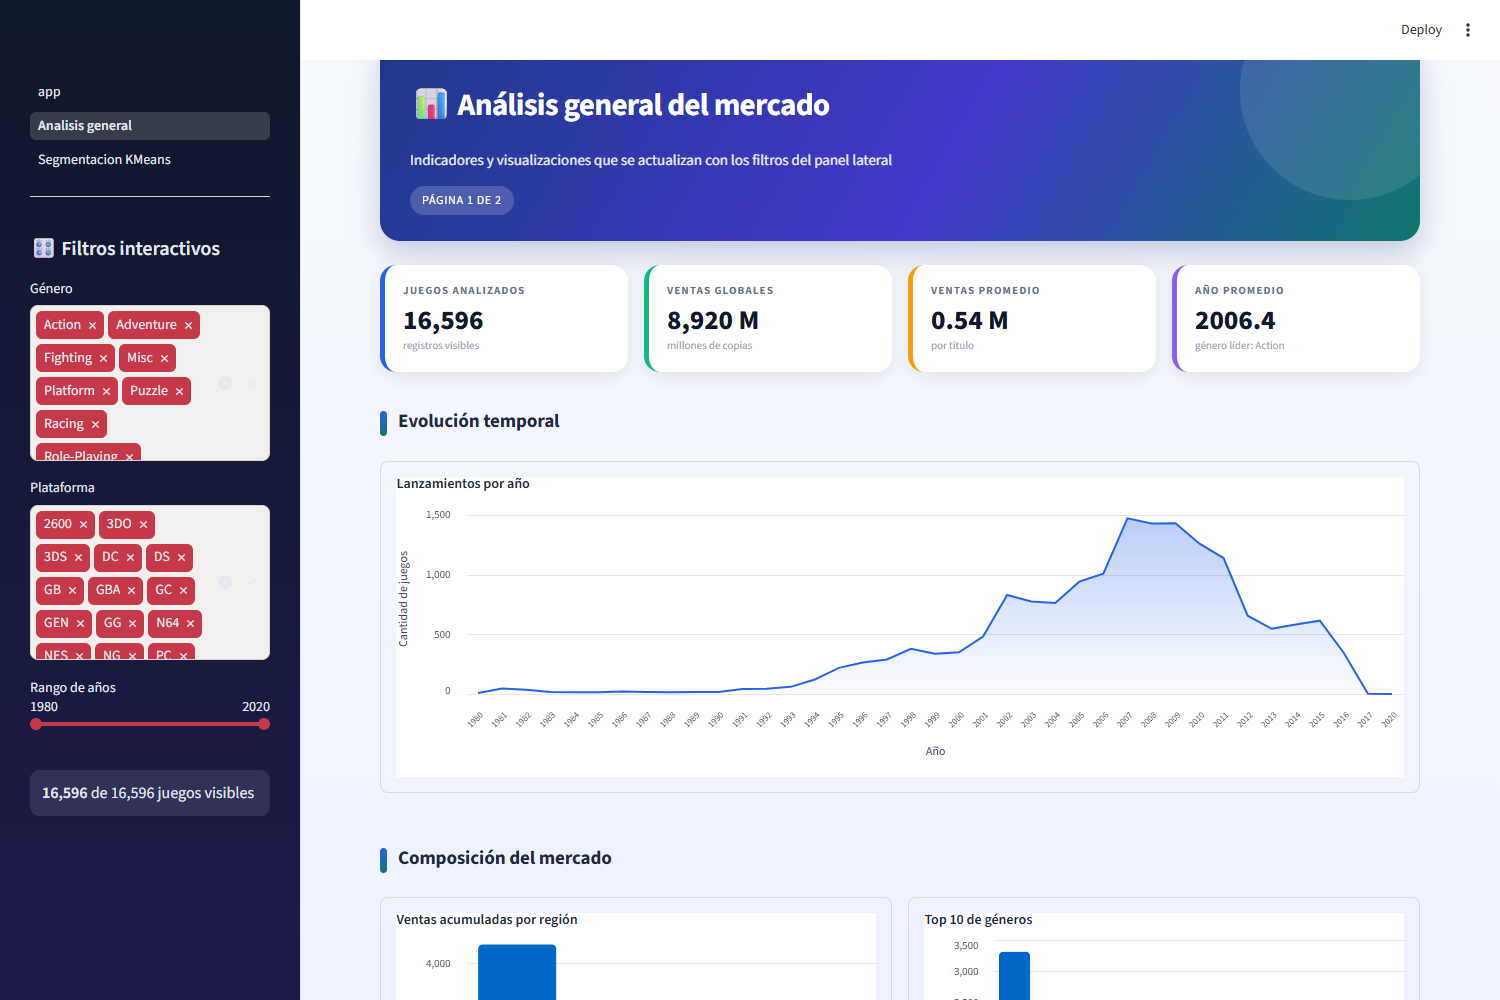 Deploy
app
Analisis general
Segmentacion KMeans
Filtros interactivos
Género
Action × Adventure ×
Fighting × Misc ×
Platform × Puzzle ×
Racing ×
Role-Playing ×
Plataforma
2600 × 3DO ×
3DS × DC × DS ×
GB × GBA × GC ×
GEN × GG × N64 ×
NES × NG × PC ×
Rango de años
1980 2020
16,596 de 16,596 juegos visibles
Análisis general del mercado
Indicadores y visualizaciones que se actualizan con los filtros del panel lateral
PÁGINA 1 DE 2
JUEGOS ANALIZADOS
16,596
registros visibles
VENTAS GLOBALES
8,920 M
millones de copias
VENTAS PROMEDIO
0.54 M
por título
AÑO PROMEDIO
2006.4
género líder: Action
Evolución temporal
Lanzamientos por año
Cantidad de juegos
1,500
1,000
500
0
1980 1981 1982 1983 1984 1985 1986 1987 1988 1989 1990 1991 1992 1993 1994 1995 1996 1997 1998 1999 2000 2001 2002 2003 2004 2005 2006 2007 2008 2009 2010 2011 2012 2013 2014 2015 2016 2017 2020
Año
Composición del mercado
Ventas acumuladas por región
4,000
Top 10 de géneros
3,500
3,000